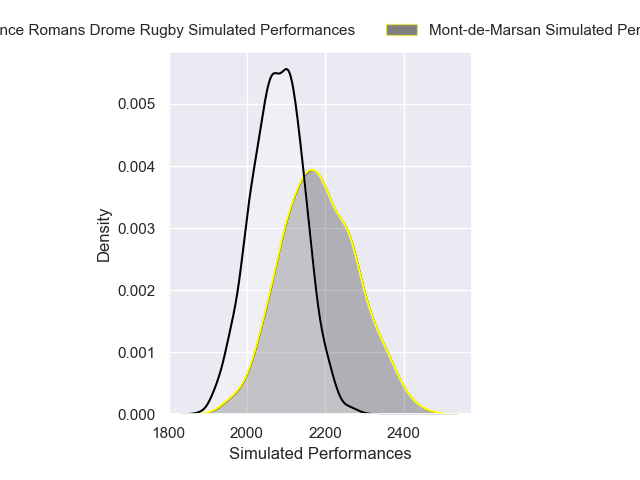 nce Romans Drome Rugby Simulated Performances
Mont-de-Marsan Simulated Per
0.005
0.004
0.003
0.002
0.001
0.000
Density
1800 2000 2200 2400
Simulated Performances